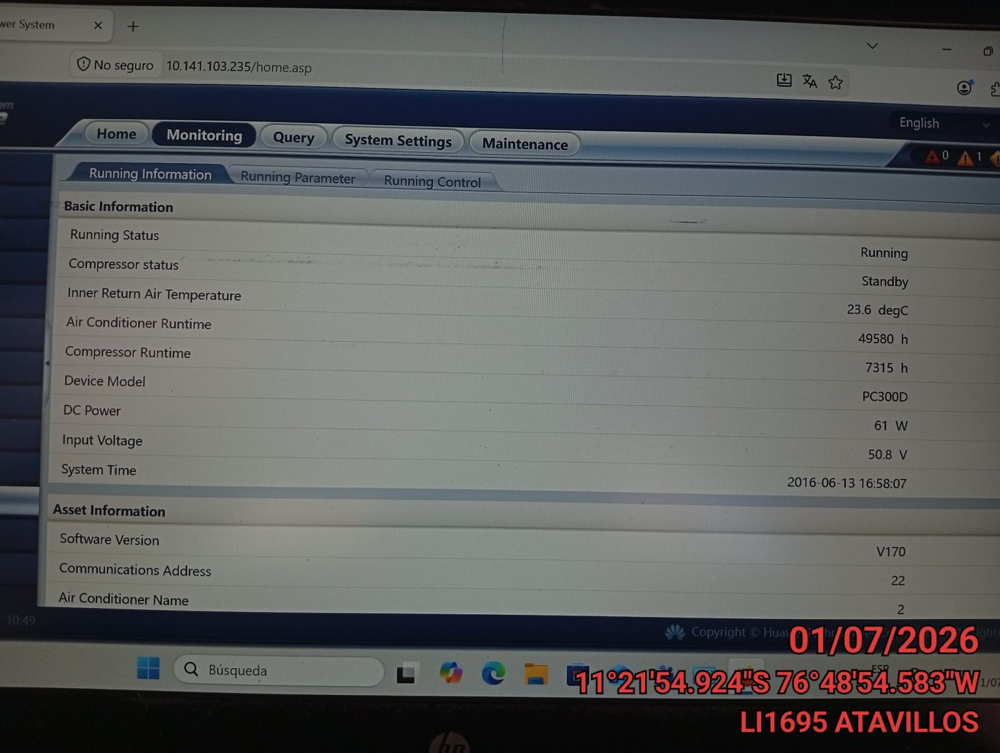 wer System
No seguro 10.141.103.235/home.asp
English
Home Monitoring Query System Settings Maintenance
0 1
Running Information Running Parameter Running Control
Basic Information
Running Status Running
Compressor status Standby
Inner Return Air Temperature 23.6 degC
Air Conditioner Runtime 49580 h
Compressor Runtime 7315 h
Device Model PC300D
DC Power 61 W
Input Voltage 50.8 V
System Time 2016-06-13 16:58:07
Asset Information
Software Version V170
Communications Address 22
Air Conditioner Name 2
10:49
Copyright ©
01/07/2026
Búsqueda
ESP
11°21'54.924"S 76°48'54.583"W
LI1695 ATAVILLOS
hp